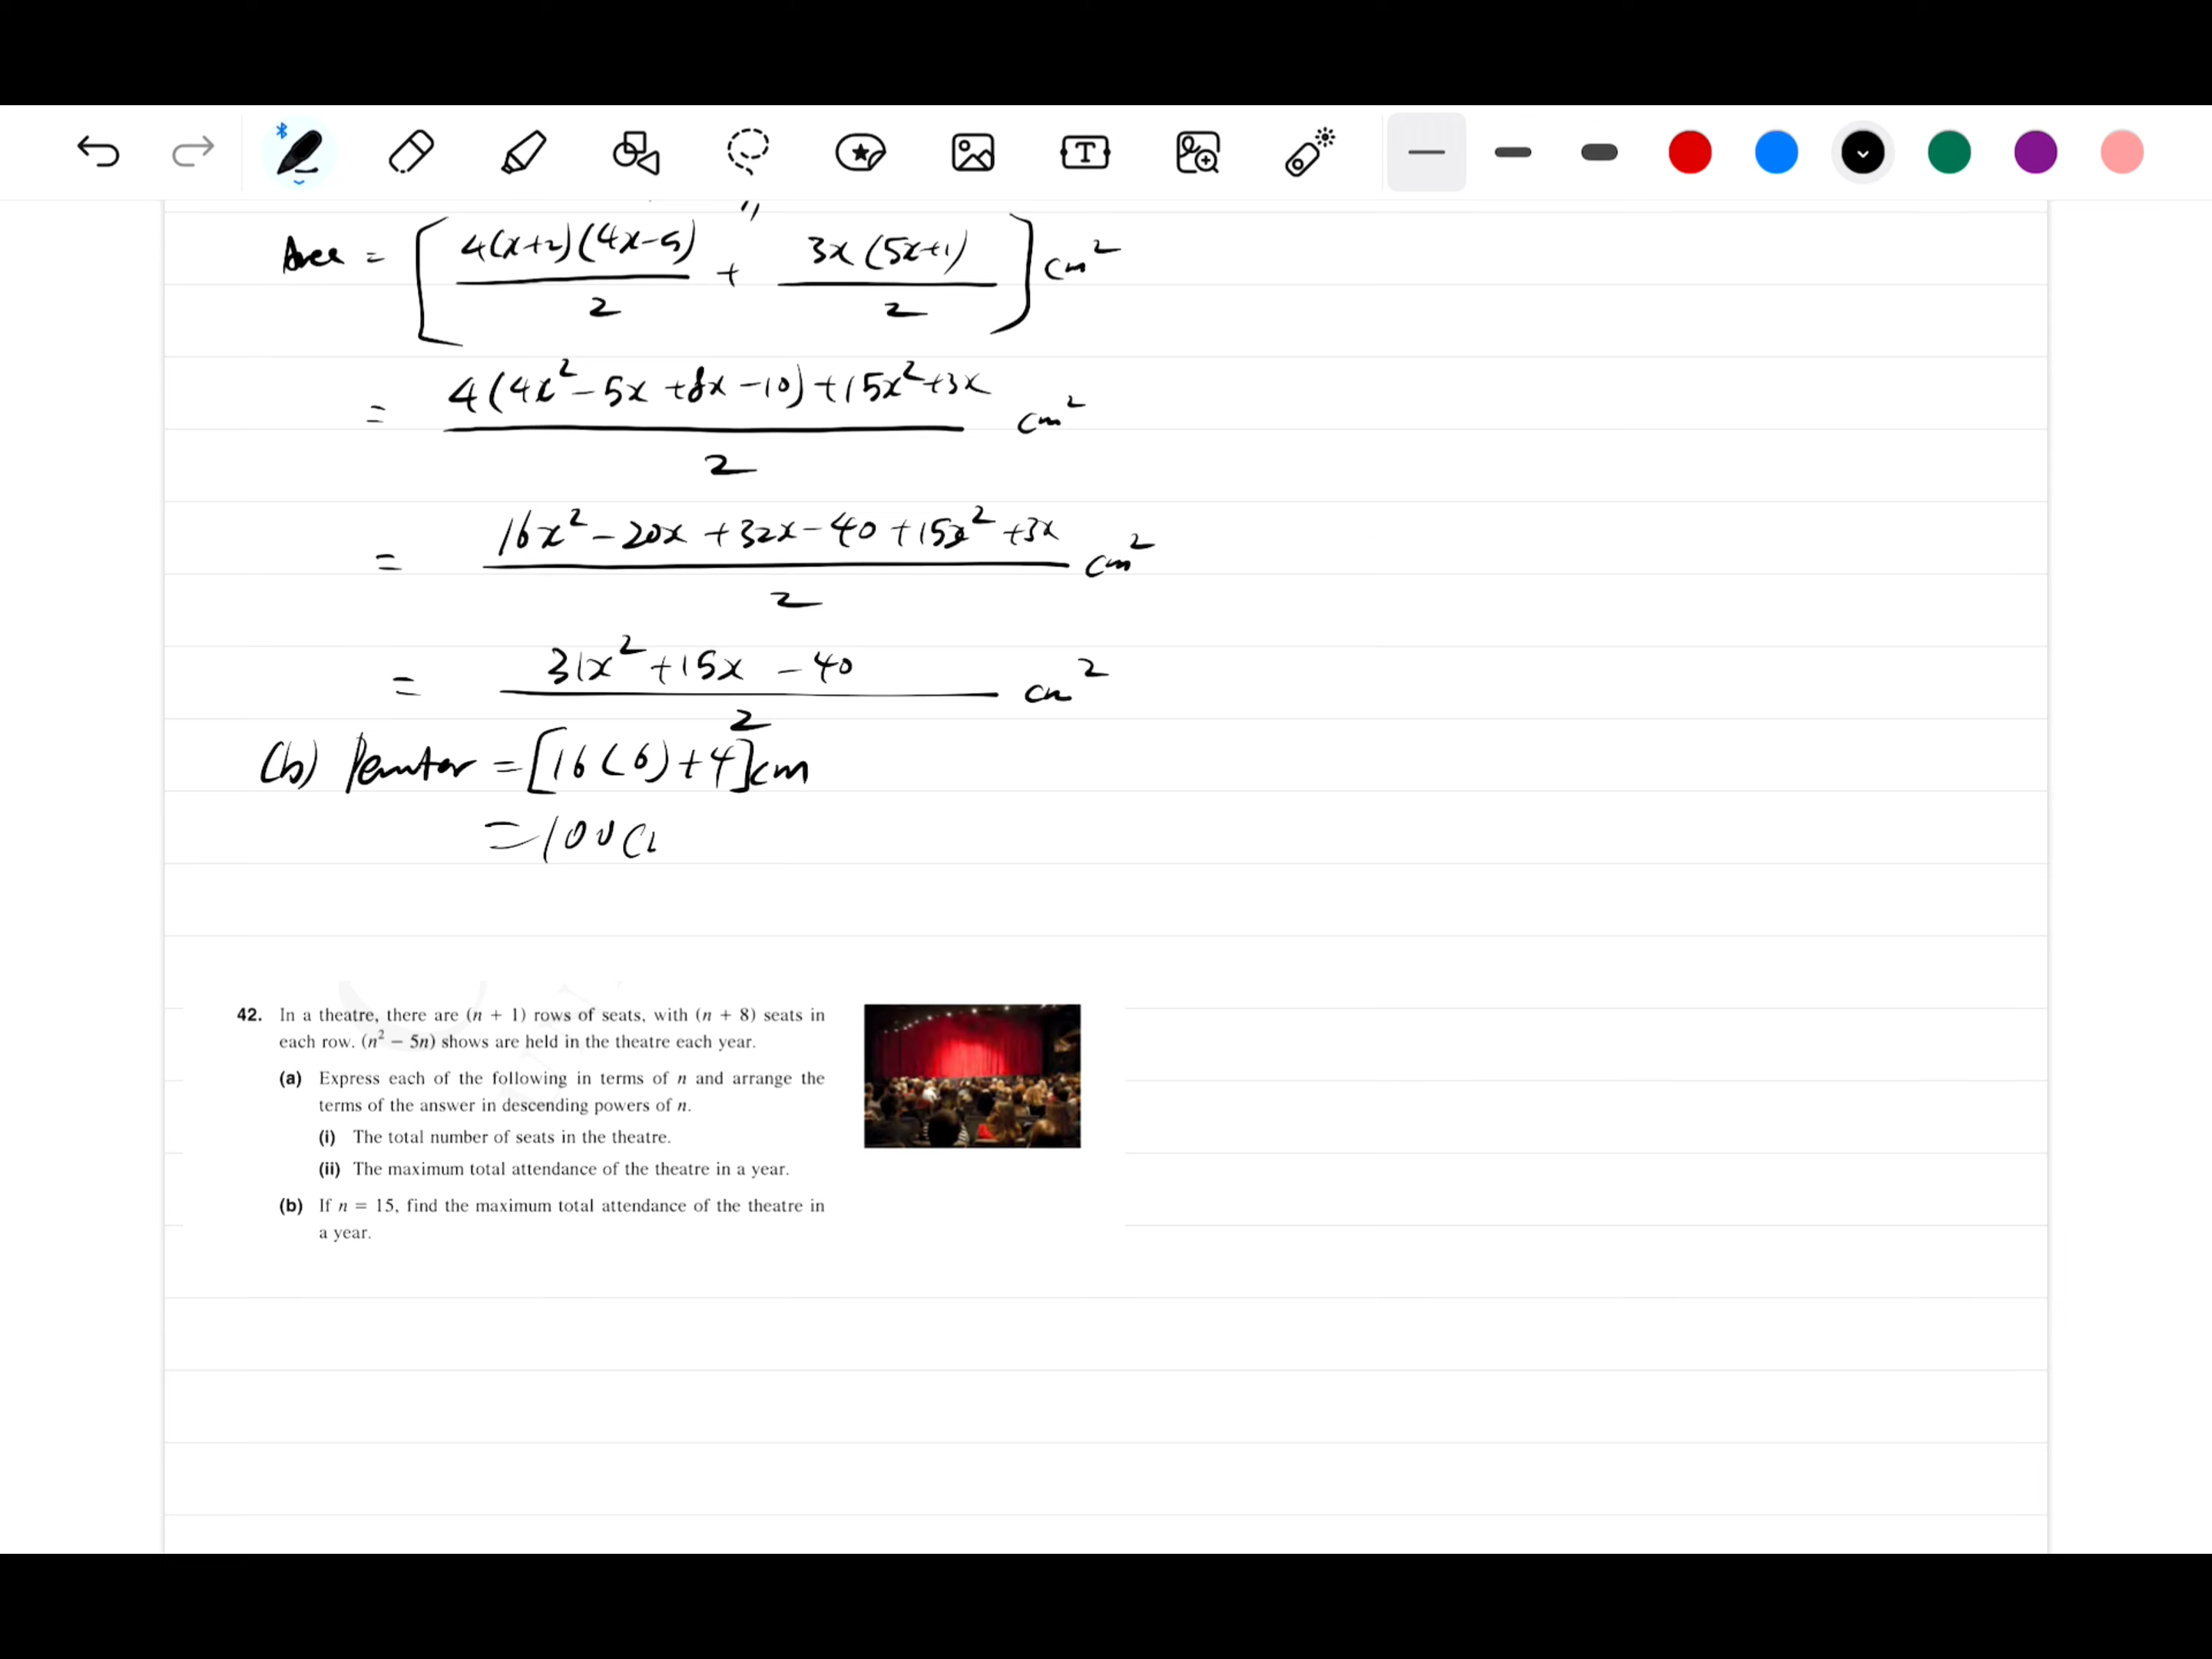 Area = [ 4(x+2)(4x-5) / 2 + 3x(5x+1) / 2 ] cm²
= 4(4x² - 5x + 8x - 10) + 15x² + 3x / 2 cm²
= 16x² - 20x + 32x - 40 + 15x² + 3x / 2 cm²
= 31x² + 15x - 40 / 2 cm²
(b) = [16(6) + 4] cm
= 100
42. In a theatre, there are (n + 1) rows of seats, with (n + 8) seats in
each row. (n² − 5n) shows are held in the theatre each year.
(a) Express each of the following in terms of n and arrange the
terms of the answer in descending powers of n.
(i) The total number of seats in the theatre.
(ii) The maximum total attendance of the theatre in a year.
(b) If n = 15, find the maximum total attendance of the theatre in
a year.